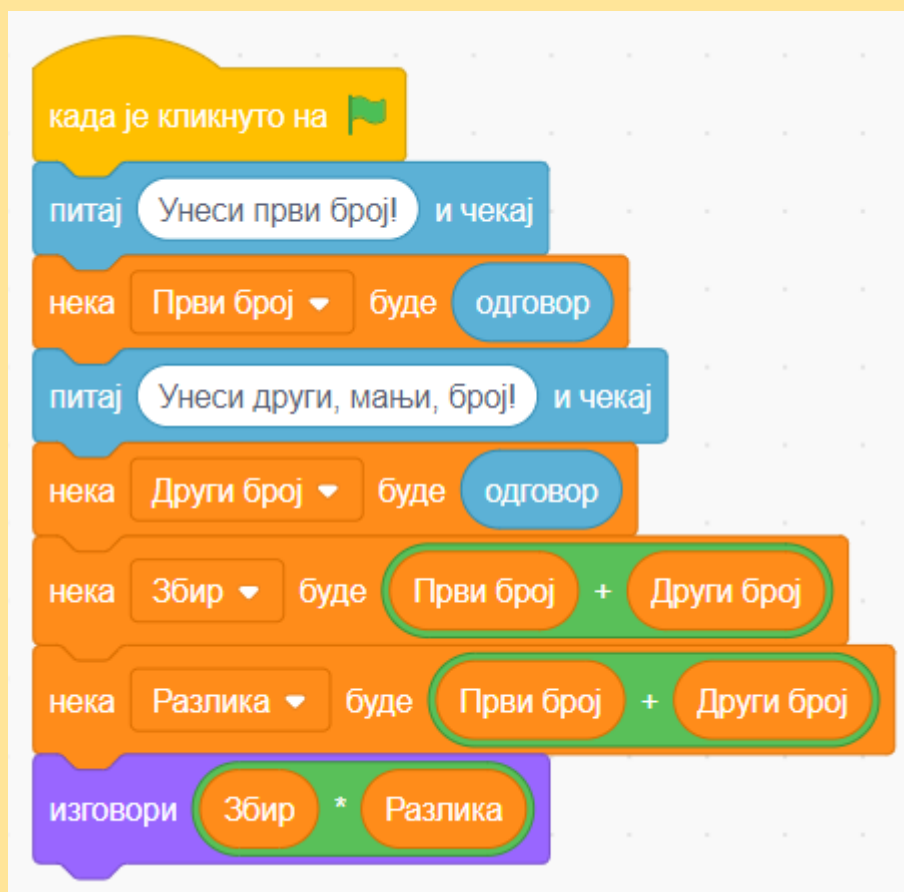 када је кликнуто на
питај Унеси први број! и чекај
нека Први број буде одговор
питај Унеси други, мањи, број! и чекај
нека Други број буде одговор
нека Збир буде Први број + Други број
нека Разлика буде Први број + Други број
изговори Збир * Разлика